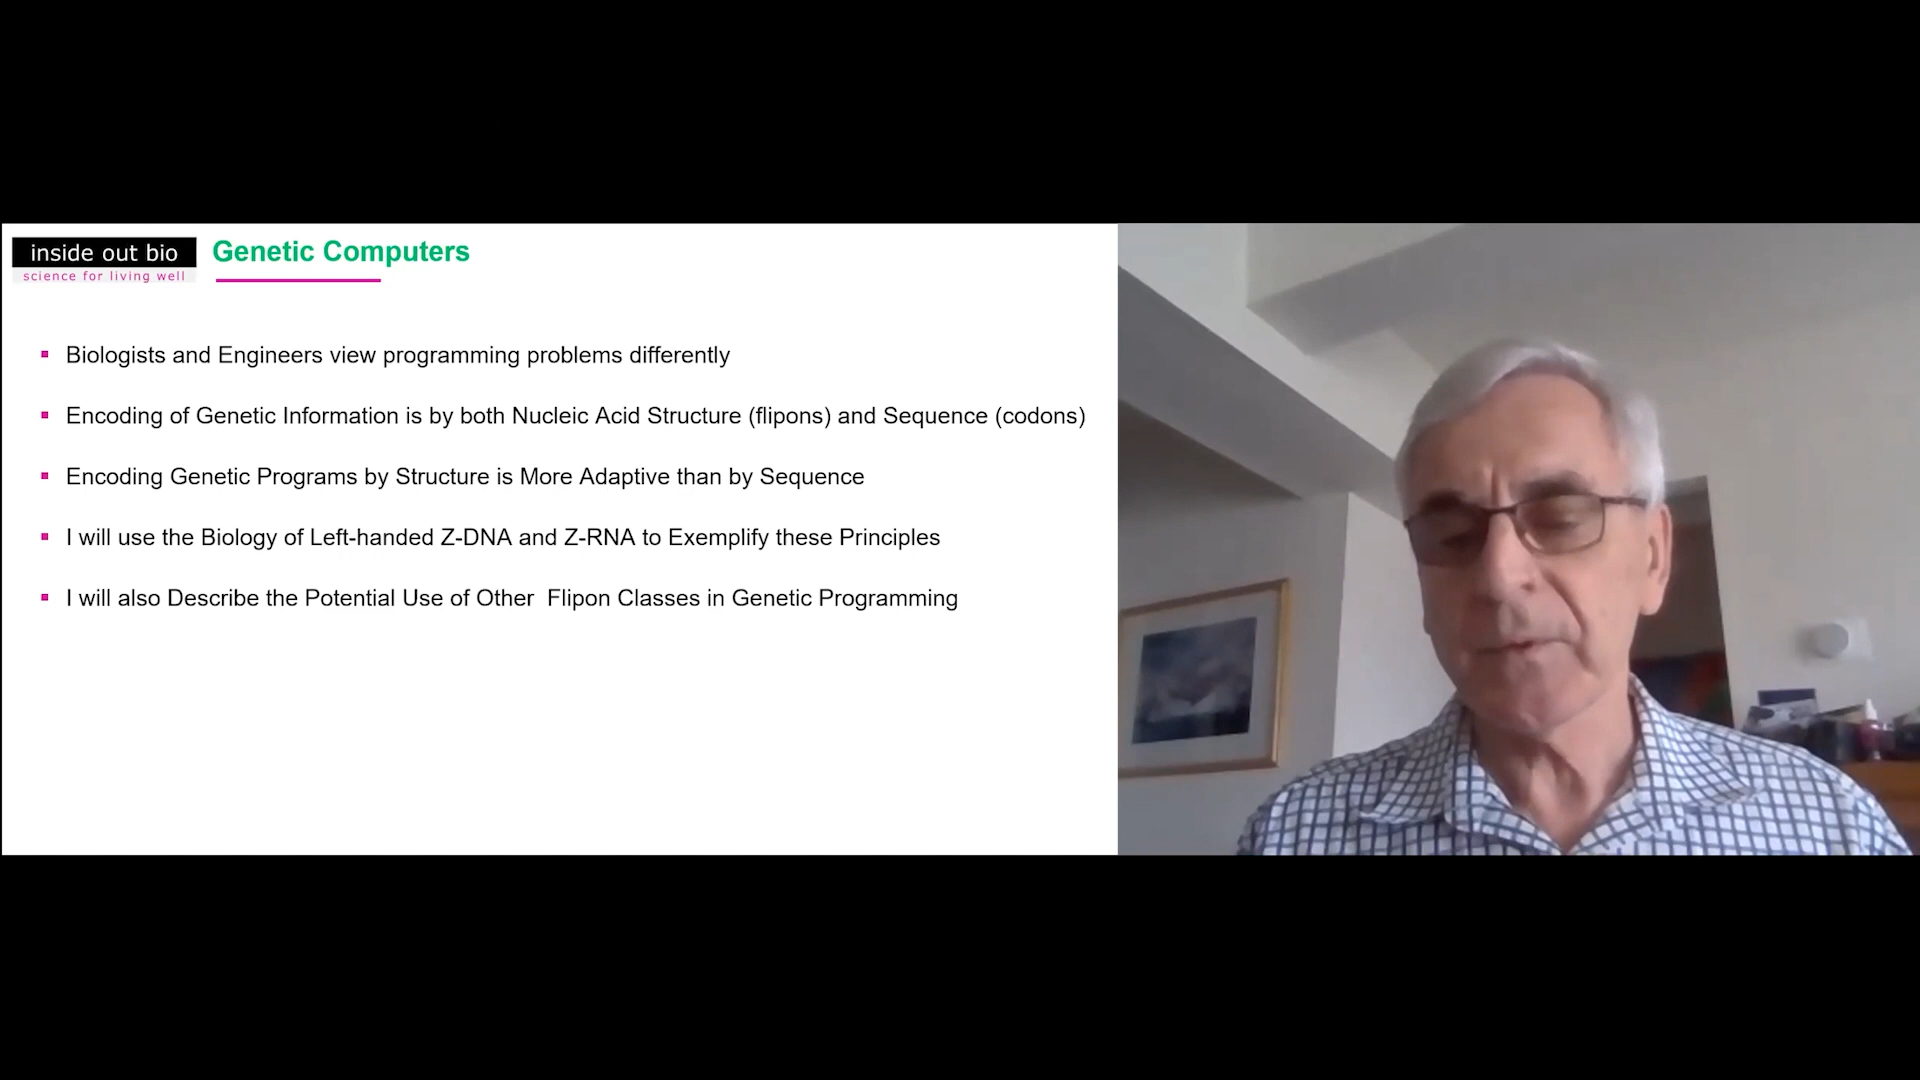 inside out bio
science for living well
Genetic Computers
Biologists and Engineers view programming problems differently
Encoding of Genetic Information is by both Nucleic Acid Structure (flipons) and Sequence (codons)
Encoding Genetic Programs by Structure is More Adaptive than by Sequence
I will use the Biology of Left-handed Z-DNA and Z-RNA to Exemplify these Principles
I will also Describe the Potential Use of Other  Flipon Classes in Genetic Programming